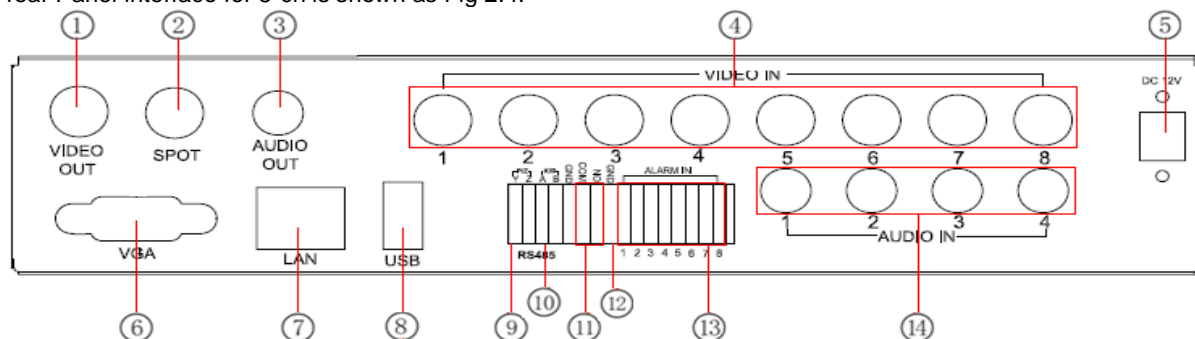 rear Panel interface for 8-ch is shown as Fig 2.4.
① ② ③ ④ ⑤
VIDEO IN
DC 12V
VIDEO OUT
SPOT
AUDIO OUT
1 2 3 4 5 6 7 8
Y Z A B GND COM NO GND
ALARM IN
VGA
LAN
USB
RS485
1 2 3 4 5 6 7 8
1 2 3 4
AUDIO IN
⑥ ⑦ ⑧ ⑨ ⑩ ⑪ ⑫ ⑬ ⑭